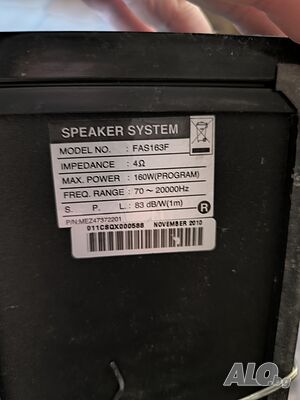 SPEAKER SYSTEM
MODEL NO. : FAS163F
IMPEDANCE : 4Ω
MAX. POWER : 160W(PROGRAM)
FREQ. RANGE : 70 ~ 20000Hz
S. P. L. : 83 dB/W(1m)
P/N:MEZ47372201
R
011CSQX000588 NOVEMBER 2010
ALO.bg